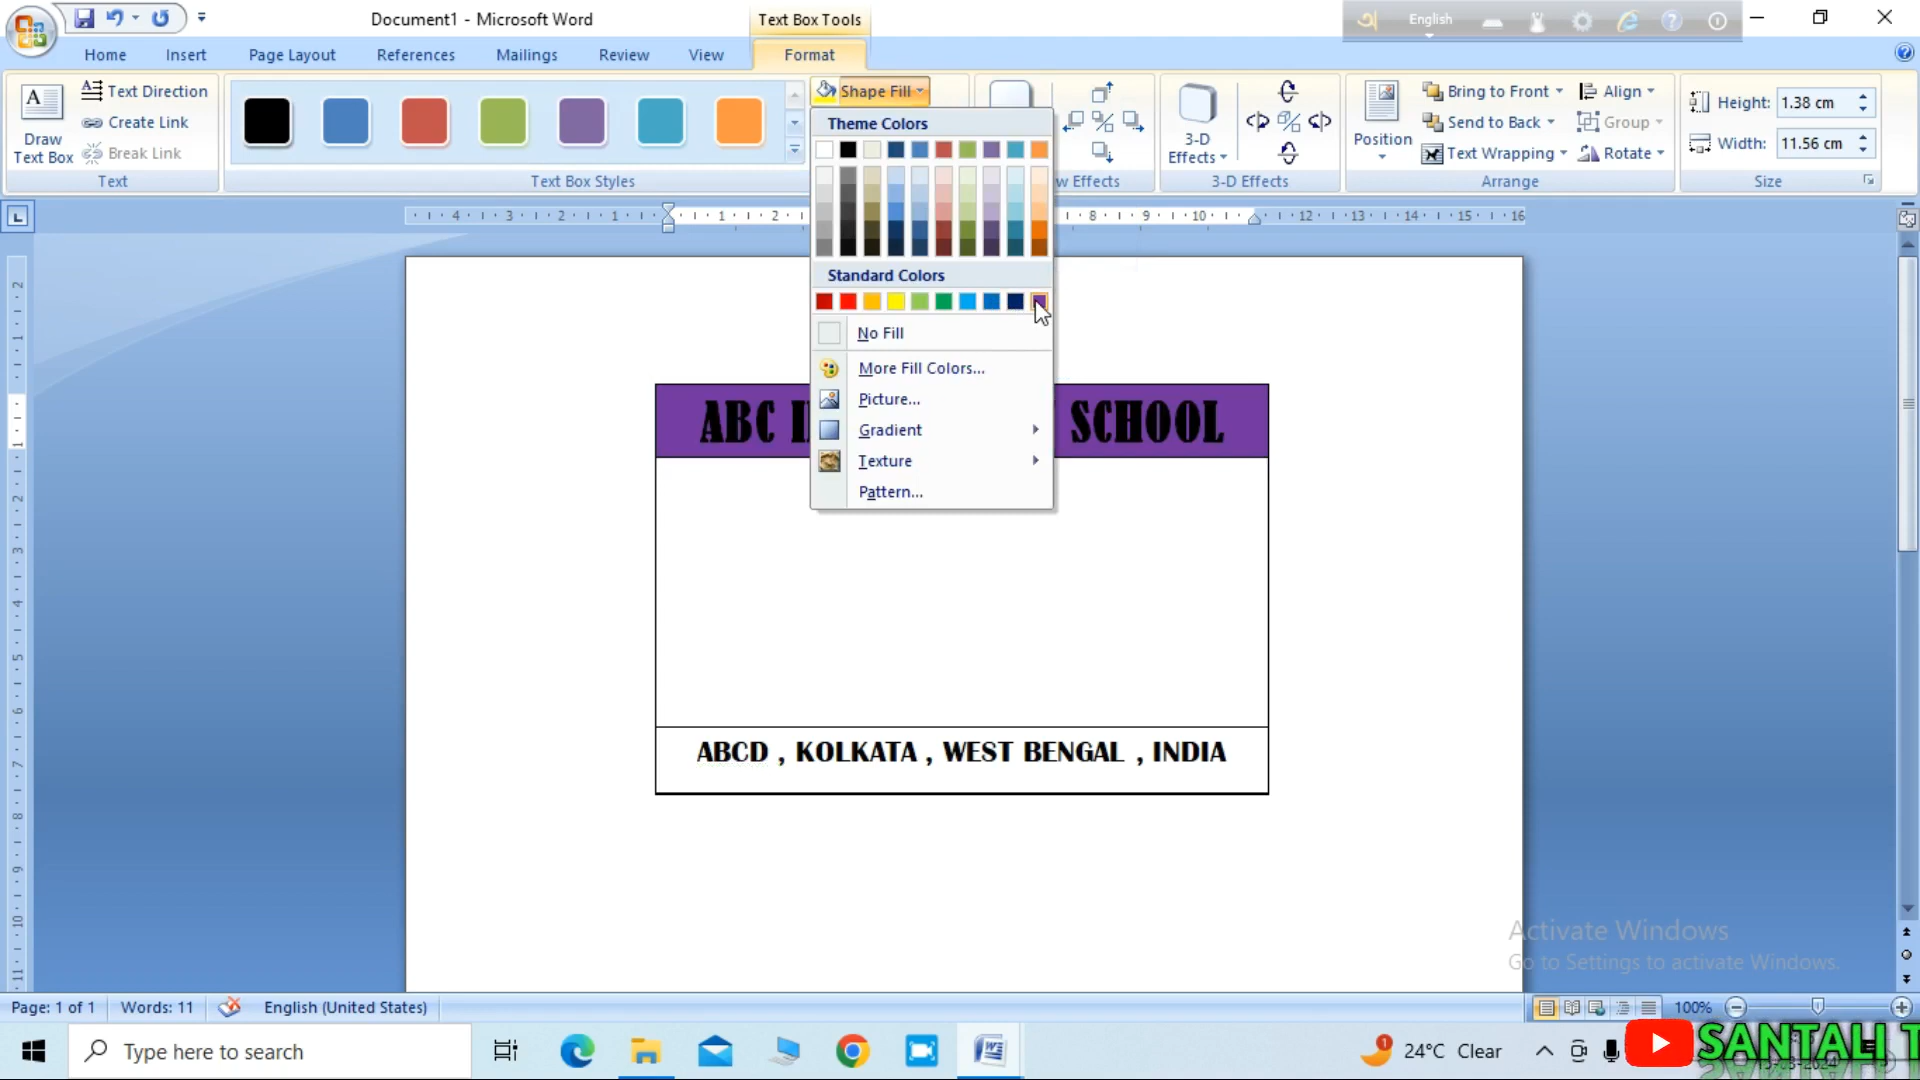 Document1 - Microsoft Word
Text Box Tools
English
Home
Insert
Page Layout
References
Mailings
Review
View
Format
Draw
Text Box
Text Direction
Create Link
Break Link
Text
Text Box Styles
Shape Fill
w Effects
3-D
Effects
3-D Effects
Position
Bring to Front
Send to Back
Text Wrapping
Align
Group
Rotate
Arrange
Height: 1.38 cm
Width: 11.56 cm
Size
Theme Colors
Standard Colors
No Fill
More Fill Colors...
Picture...
Gradient
Texture
Pattern...
ABC SCHOOL
ABCD , KOLKATA , WEST BENGAL , INDIA
Activate Windows
Go to Settings to activate Windows.
Page: 1 of 1
Words: 11
English (United States)
100%
Type here to search
24°C Clear
SANTALI T